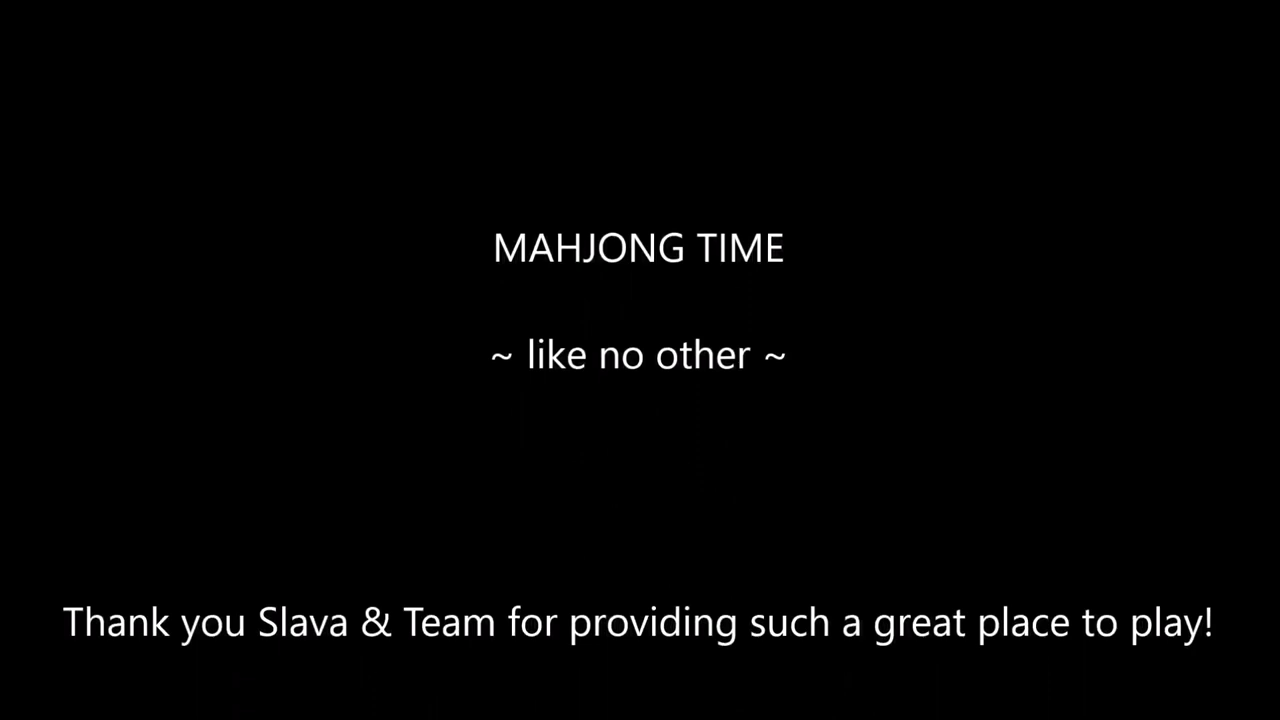 MAHJONG TIME
~ like no other ~
Thank you Slava & Team for providing such a great place to play!